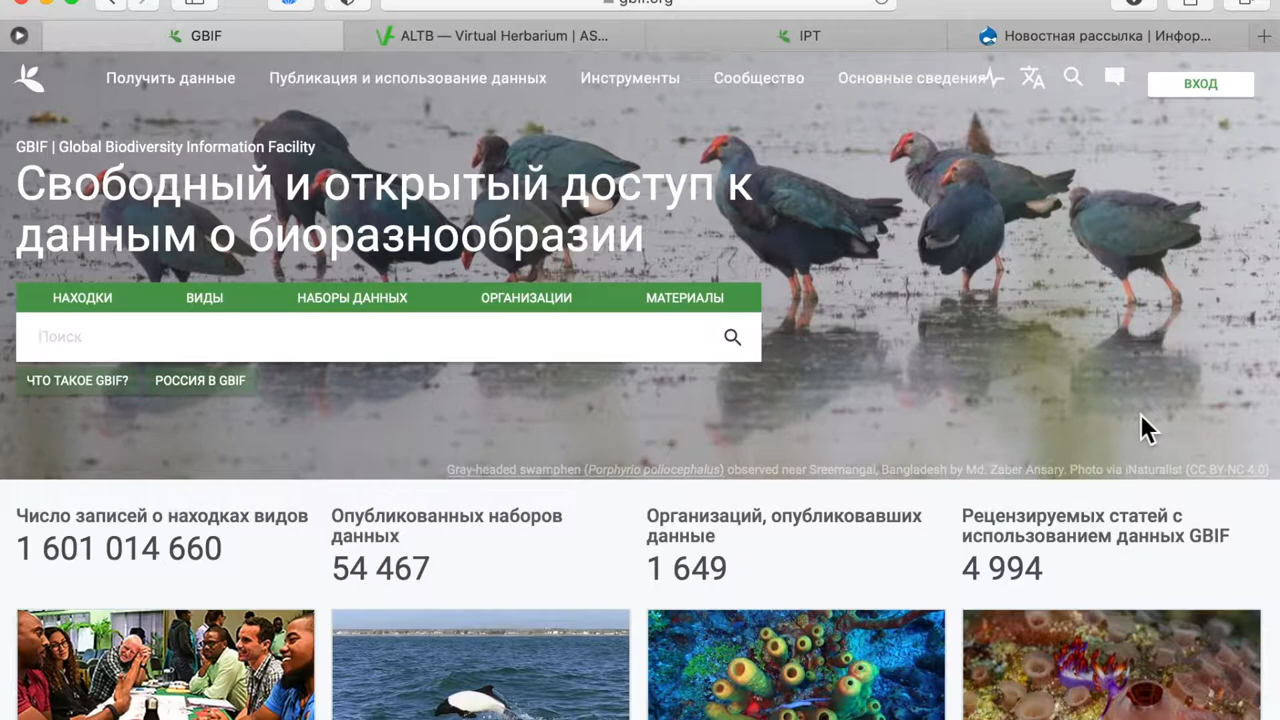 gbif.org
GBIF
ALTB — Virtual Herbarium | AS...
IPT
Новостная рассылка | Инфор...
Получить данные
Публикация и использование данных
Инструменты
Сообщество
Основные сведения
ВХОД
GBIF | Global Biodiversity Information Facility
Свободный и открытый доступ к
данным о биоразнообразии
НАХОДКИ
ВИДЫ
НАБОРЫ ДАННЫХ
ОРГАНИЗАЦИИ
МАТЕРИАЛЫ
Поиск
ЧТО ТАКОЕ GBIF?
РОССИЯ В GBIF
Gray-headed swamphen (Porphyrio poliocephalus) observed near Sreemangal, Bangladesh by Md. Zaber Ansary. Photo via iNaturalist (CC BY-NC 4.0)
Число записей о находках видов
1 601 014 660
Опубликованных наборов
данных
54 467
Организаций, опубликовавших
данные
1 649
Рецензируемых статей с
использованием данных GBIF
4 994